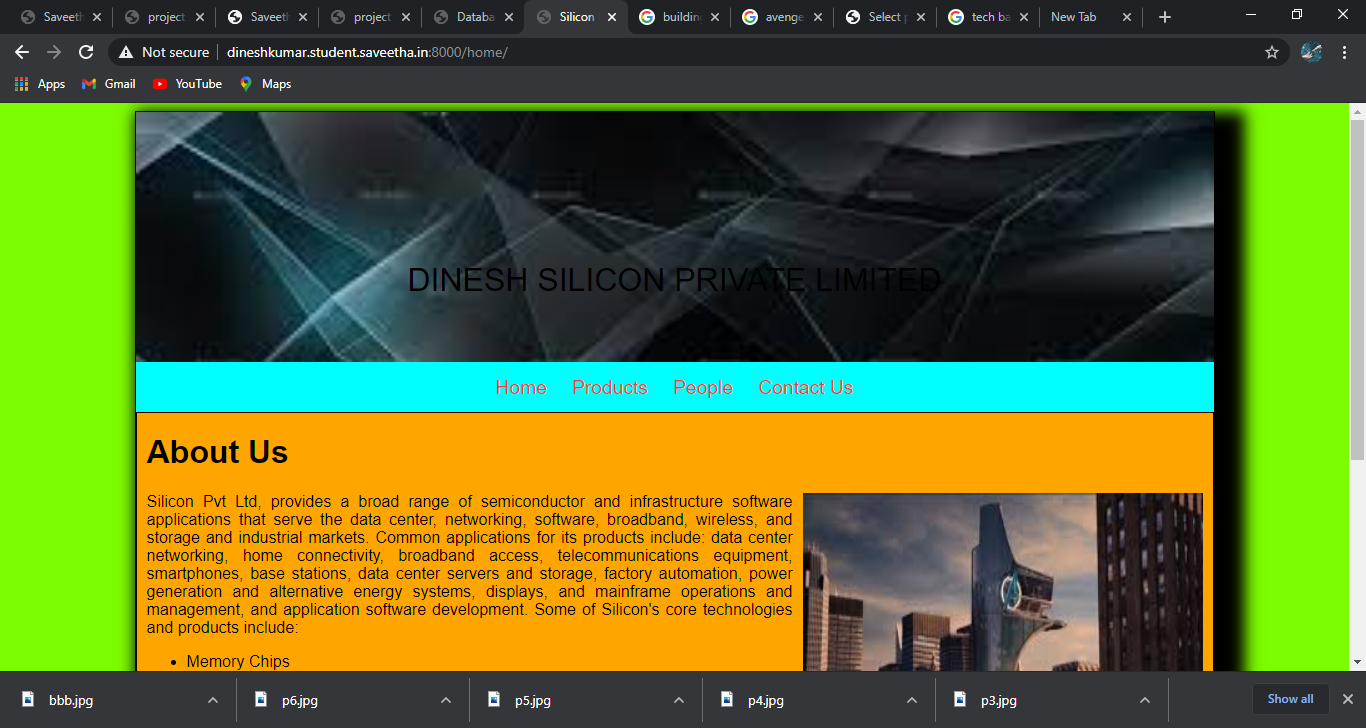 Saveeth
project
Saveeth
project
Databa
Silicon
building
avenge
Select p
tech ba
New Tab
Not secure
dineshkumar.student.saveetha.in:8000/home/
Apps
Gmail
YouTube
Maps
DINESH SILICON PRIVATE LIMITED
Home Products People Contact Us
About Us
Silicon Pvt Ltd, provides a broad range of semiconductor and infrastructure software
applications that serve the data center, networking, software, broadband, wireless, and
storage and industrial markets. Common applications for its products include: data center
networking, home connectivity, broadband access, telecommunications equipment,
smartphones, base stations, data center servers and storage, factory automation, power
generation and alternative energy systems, displays, and mainframe operations and
management, and application software development. Some of Silicon's core technologies
and products include:
• Memory Chips
bbb.jpg
p6.jpg
p5.jpg
p4.jpg
p3.jpg
Show all